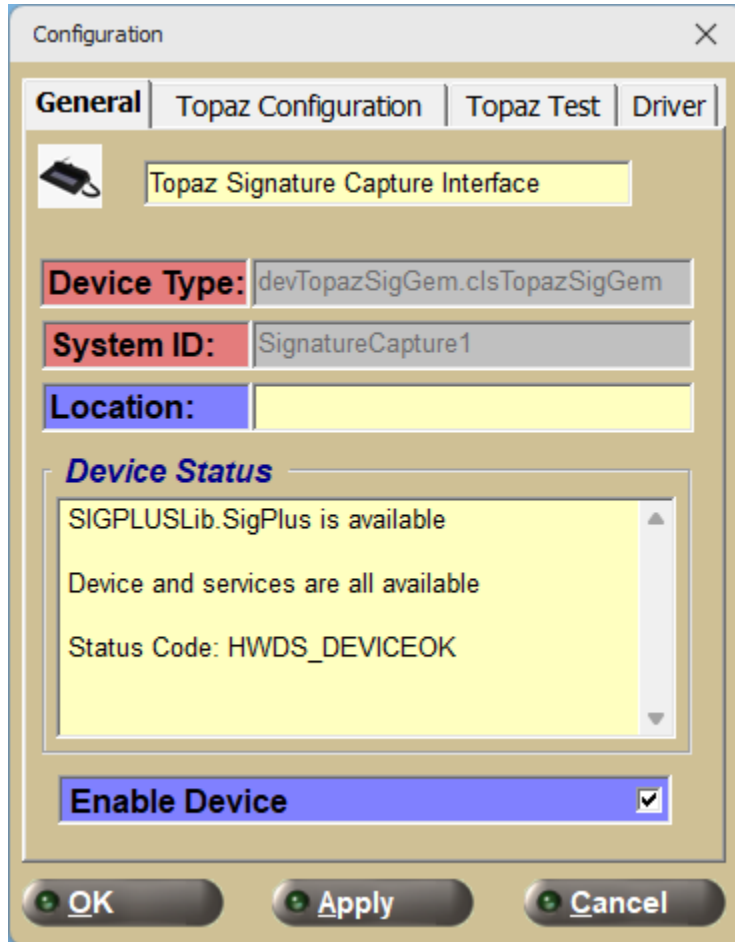 Configuration
General Topaz Configuration Topaz Test Driver
Topaz Signature Capture Interface
Device Type: devTopazSigGem.clsTopazSigGem
System ID: SignatureCapture1
Location:
Device Status
SIGPLUSLib.SigPlus is available
Device and services are all available
Status Code: HWDS_DEVICEOK
Enable Device
OK Apply Cancel